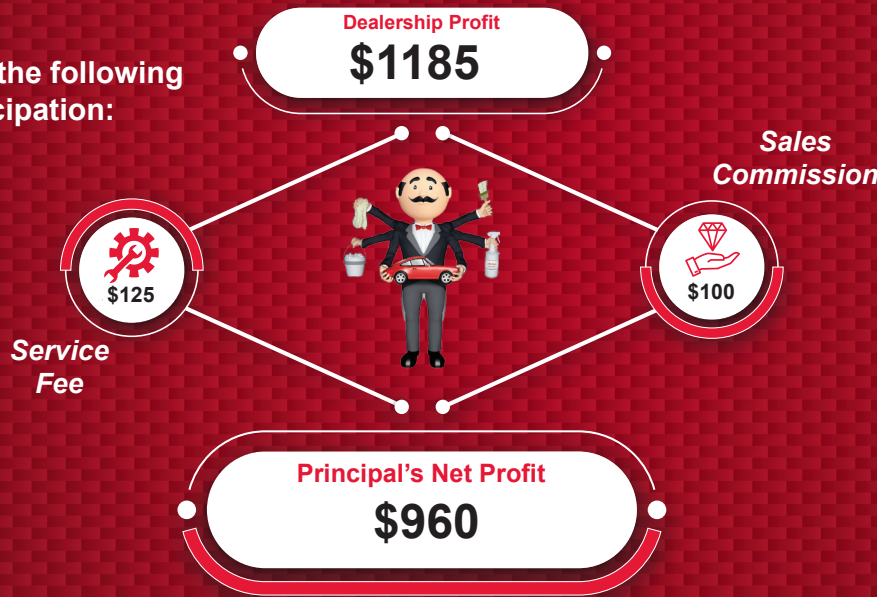 Dealership Profit
$1185
the following
cipation:
Sales
Commission
$125
$100
Service
Fee
Principal's Net Profit
$960